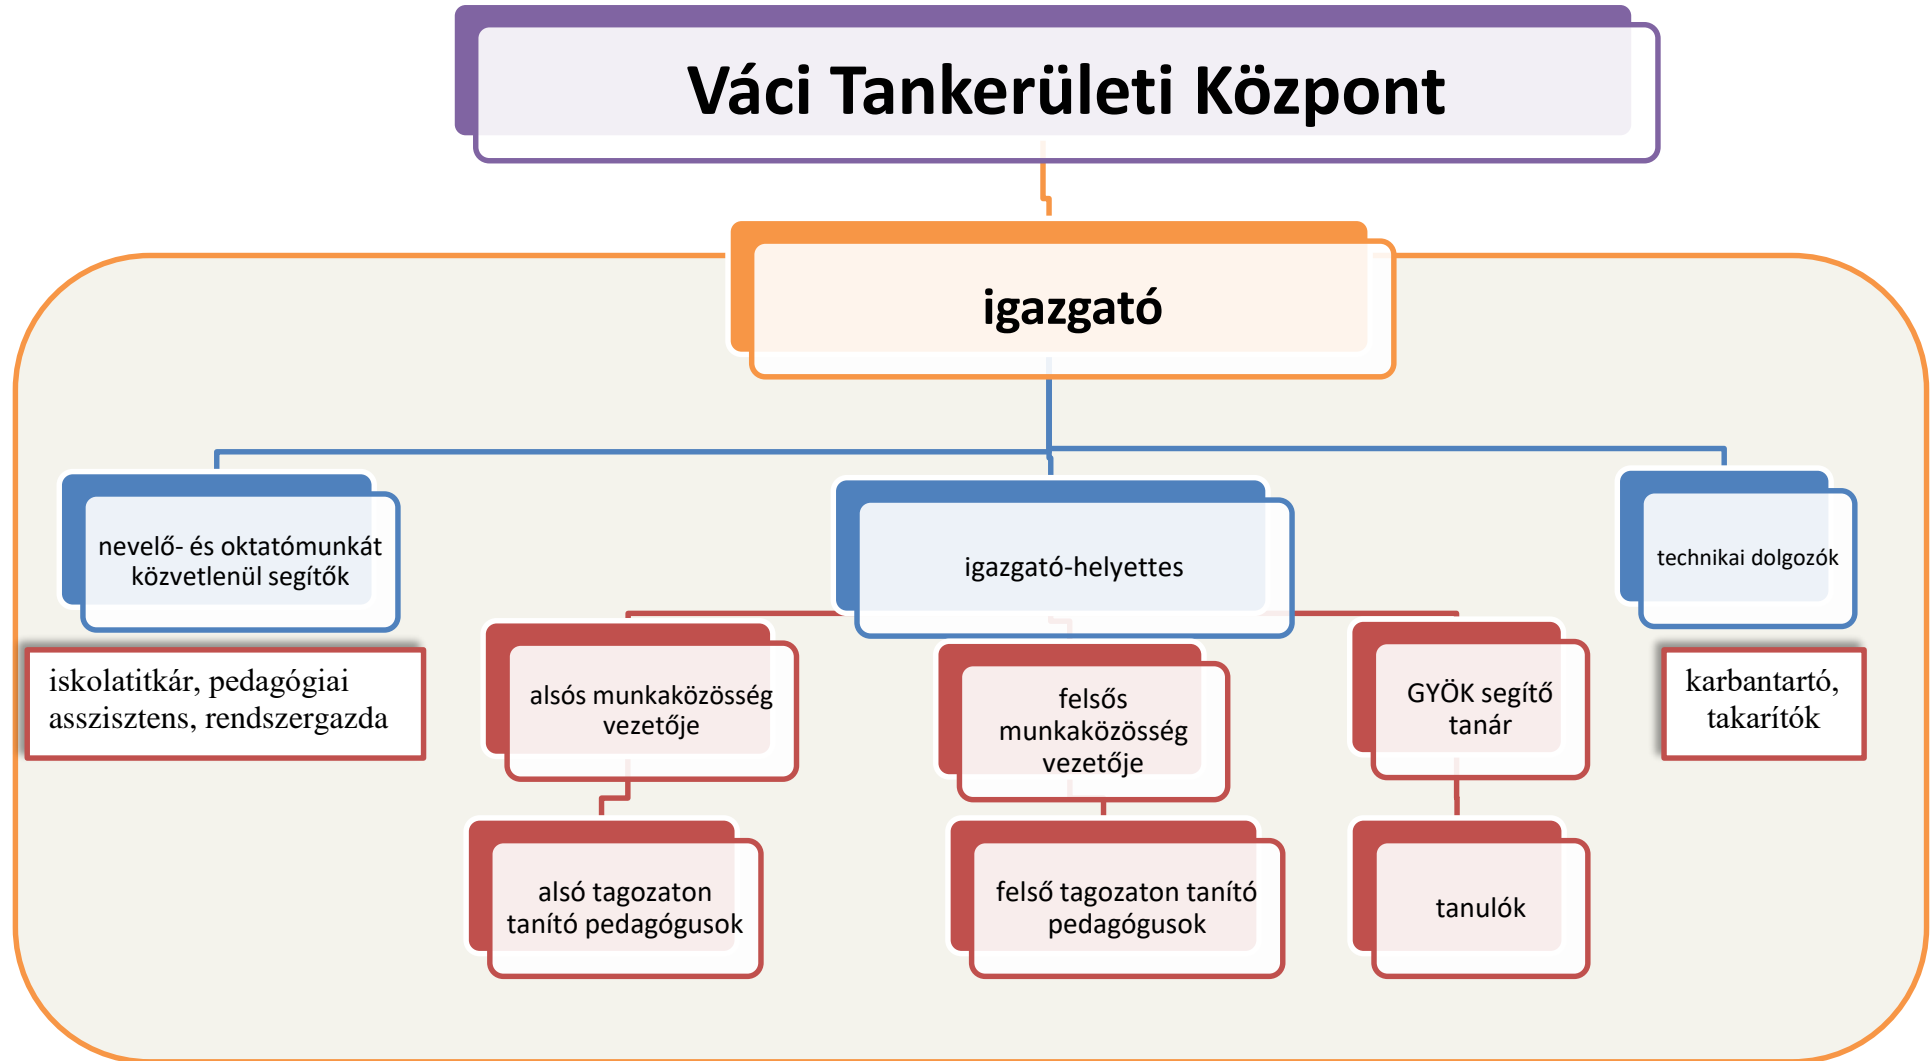 Váci Tankerületi Központ
igazgató
nevelő- és oktatómunkát
közvetlenül segítők
igazgató-helyettes
technikai dolgozók
iskolatitkár, pedagógiai
asszisztens, rendszergazda
alsós munkaközösség
vezetője
felsős
munkaközösség
vezetője
GYÖK segítő
tanár
karbantartó,
takarítók
alsó tagozaton
tanító pedagógusok
felső tagozaton tanító
pedagógusok
tanulók